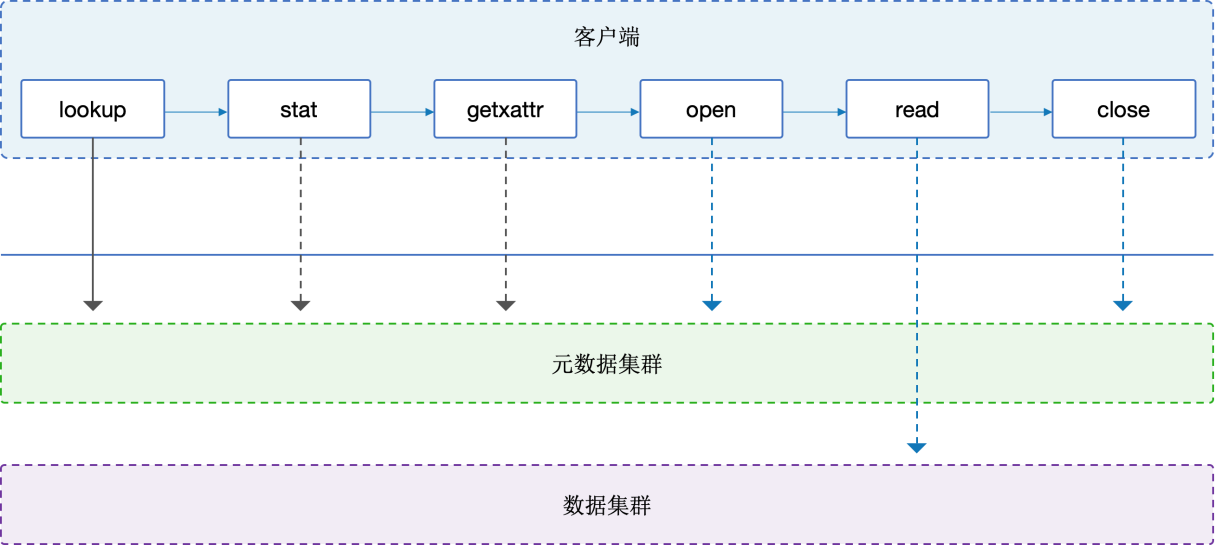 客户端
lookup
stat
getxattr
open
read
close
元数据集群
数据集群